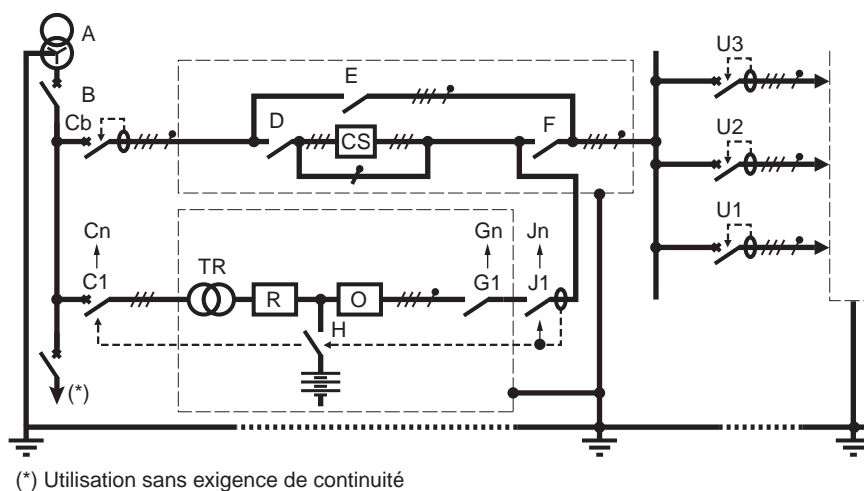 A
B
Cb
D
E
F
CS
U3
U2
U1
Cn
C1
TR
R
O
H
Gn
G1
Jn
J1
(*)
(*) Utilisation sans exigence de continuité